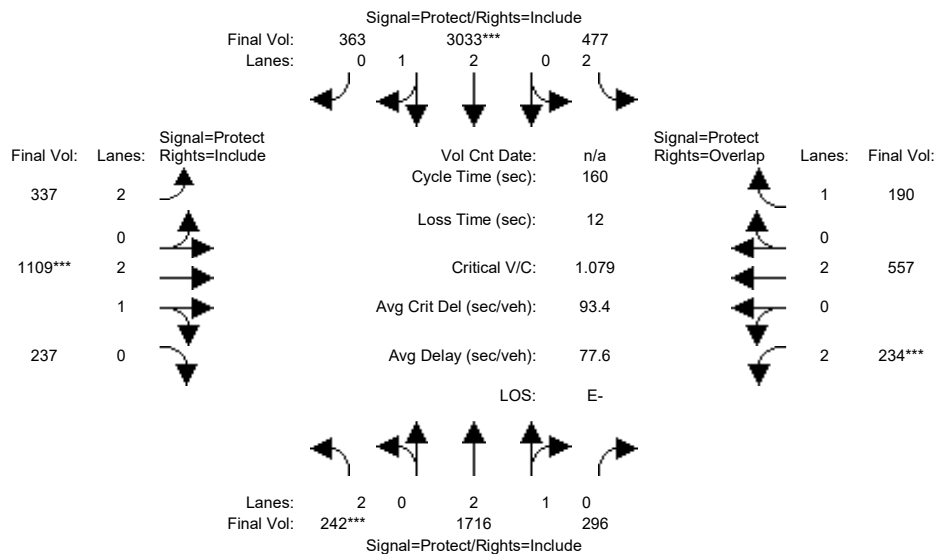 Signal=Protect/Rights=Include
Final Vol: 363 3033*** 477
Lanes: 0 1 2 0 2
Signal=Protect
Final Vol: Lanes: Rights=Include
Vol Cnt Date: n/a
Cycle Time (sec): 160
Signal=Protect
Rights=Overlap Lanes: Final Vol:
337 2
Loss Time (sec): 12
1 190
0
0
1109*** 2
Critical V/C: 1.079
2 557
1
Avg Crit Del (sec/veh): 93.4
0
237 0
Avg Delay (sec/veh): 77.6
2 234***
LOS: E-
Lanes: 2 0 2 1 0
Final Vol: 242*** 1716 296
Signal=Protect/Rights=Include